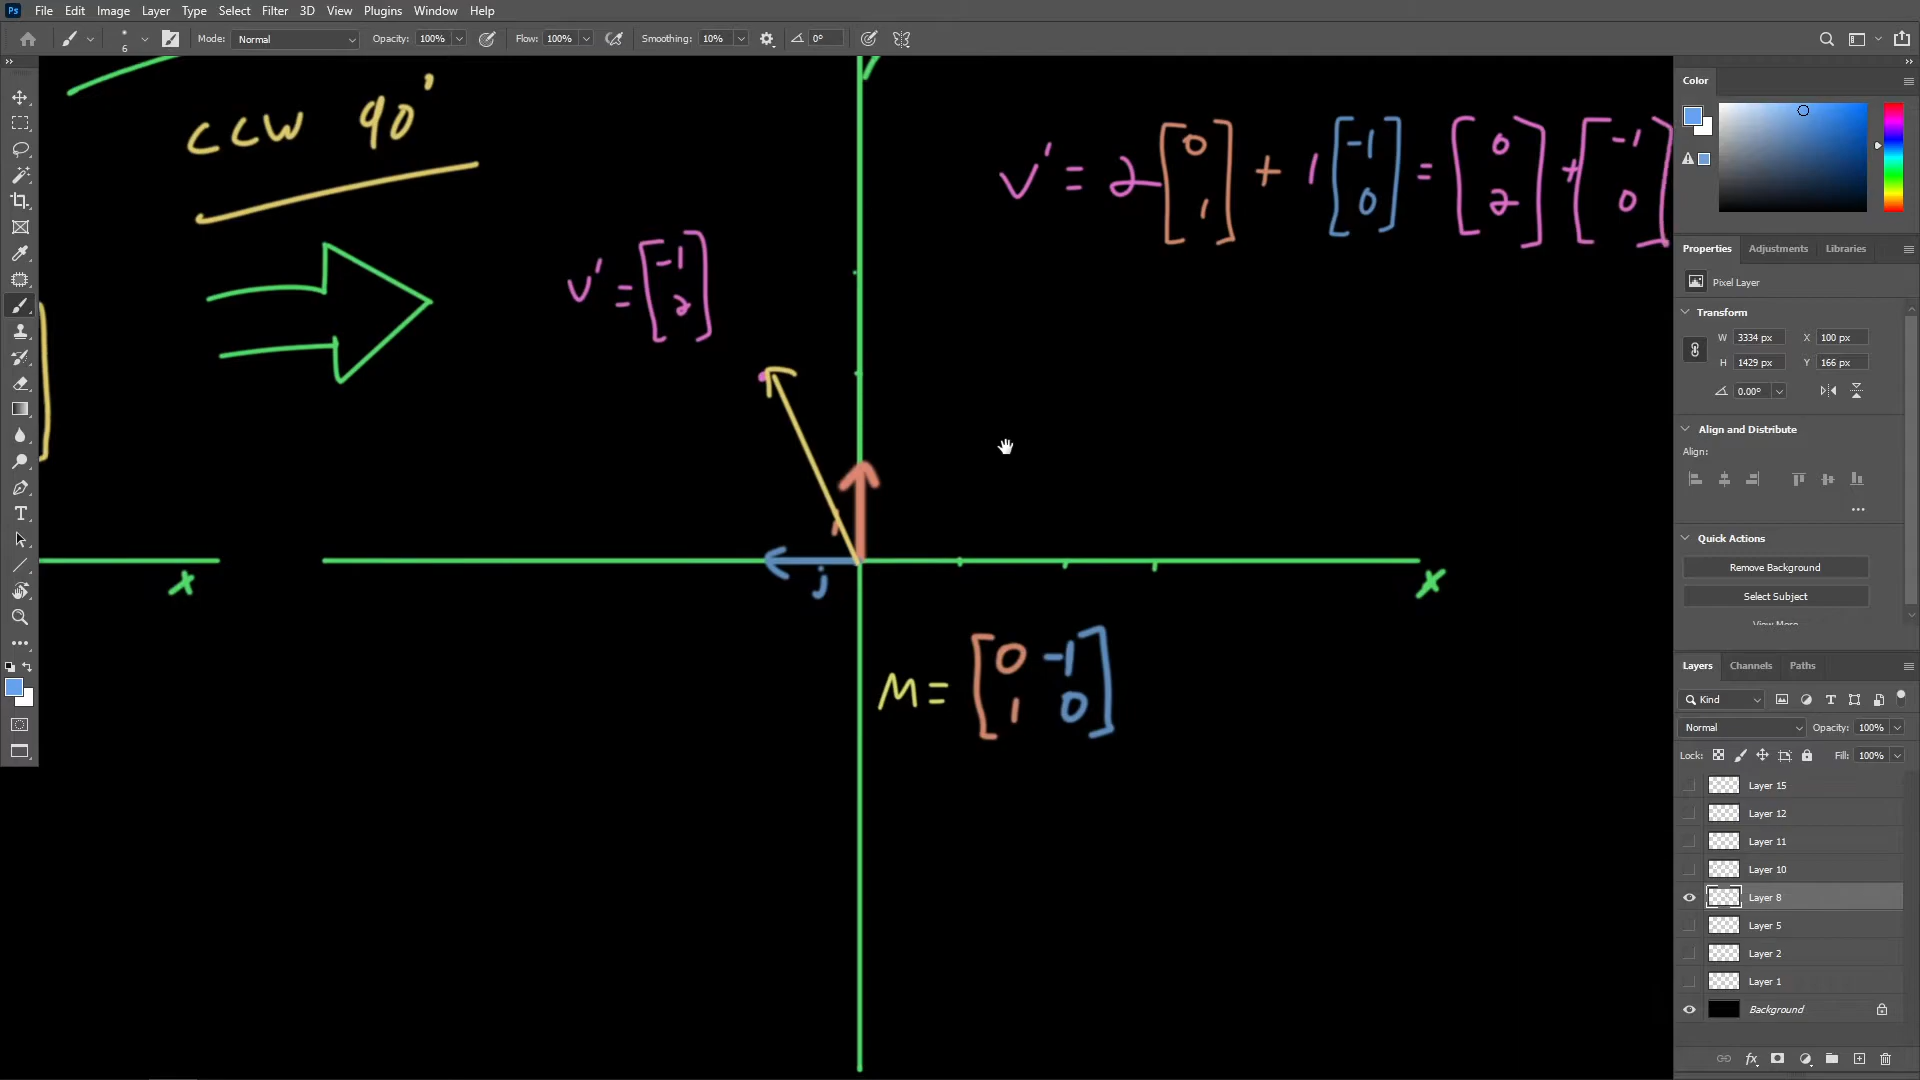 Ps File Edit Image Layer Type Select Filter 3D View Plugins Window Help
6 Mode: Normal Opacity: 100% Flow: 100% Smoothing: 10% 0°
CCW 90°
v' = 2 [0 1] + 1 [-1 0] = [0 2] + [-1 0]
v' = [-1 2]
i
j
x
x
M = [0 -1
1 0]
Color
Properties Adjustments Libraries
Pixel Layer
Transform
W 3334 px X 100 px
H 1429 px Y 166 px
0.00°
Align and Distribute
Align:
Quick Actions
Remove Background
Select Subject
View More
Layers Channels Paths
Kind
Normal Opacity: 100%
Lock: Fill: 100%
Layer 15
Layer 12
Layer 11
Layer 10
Layer 8
Layer 5
Layer 2
Layer 1
Background